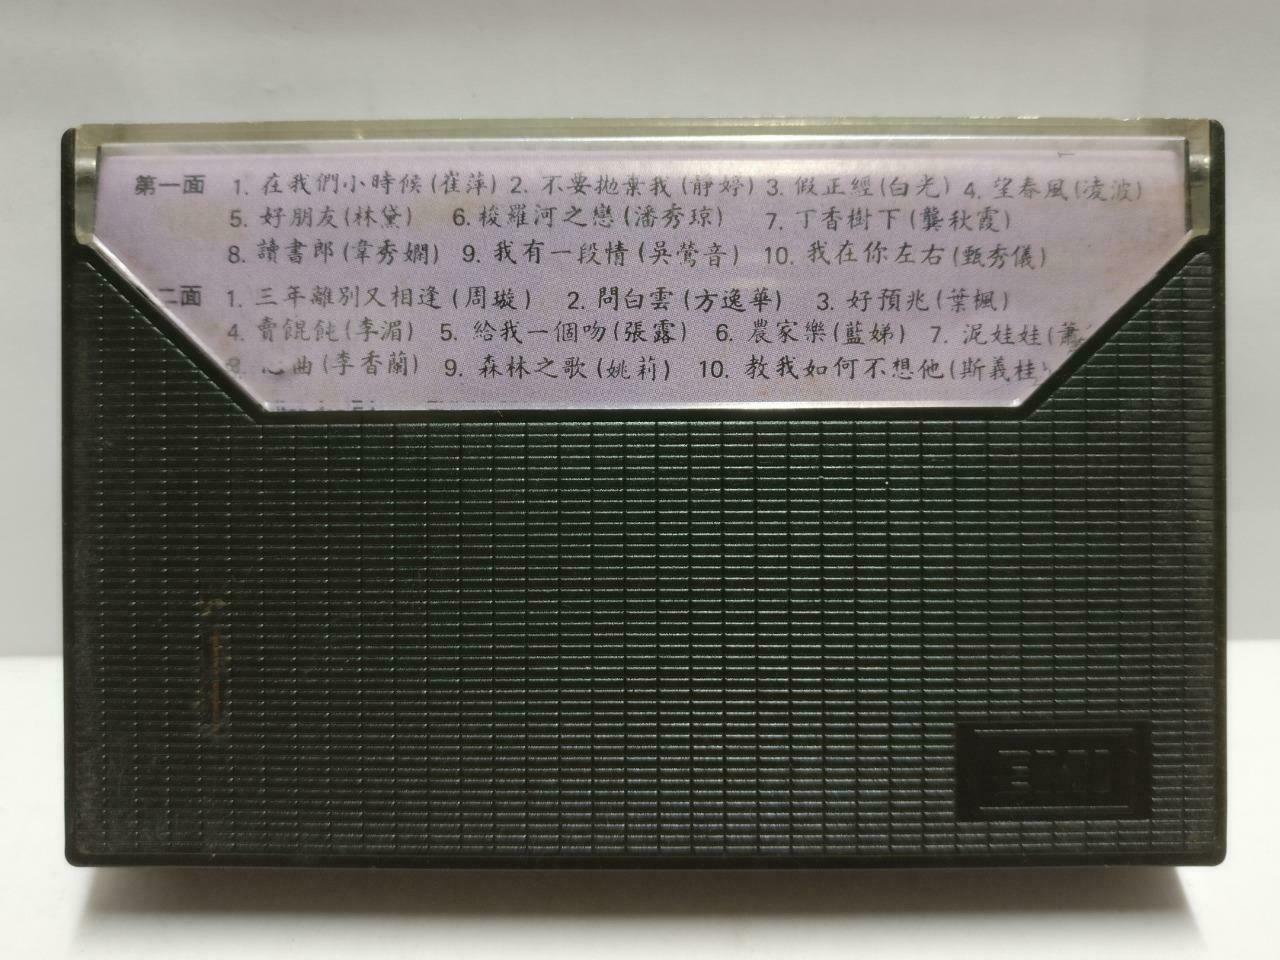 第一面 1. 在我們小時候(崔萍) 2. 不要拋棄我(靜婷) 3. 假正經(白光) 4. 望春風(凌波)
5. 好朋友(林黛) 6. 梭羅河之戀(潘秀瓊) 7. 丁香樹下(龔秋霞)
8. 讀書郎(韋秀嫻) 9. 我有一段情(吳鶯音) 10. 我在你左右(甄秀儀)
二面 1. 三年離別又相逢(周璇) 2. 問白雲(方逸華) 3. 好預兆(葉楓)
4. 賣餛飩(李湄) 5. 給我一個吻(張露) 6. 農家樂(藍娣) 7. 泥娃娃(蕭
8. 心曲(李香蘭) 9. 森林之歌(姚莉) 10. 教我如何不想他(斯義桂)
EMI